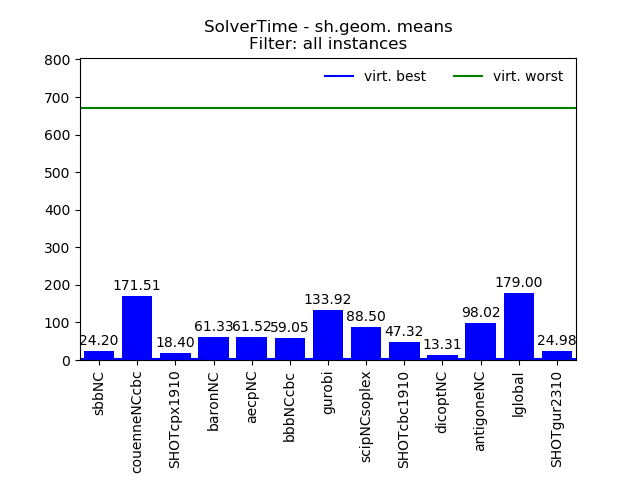 SolverTime - sh.geom. means
Filter: all instances
virt. best
virt. worst
800
700
600
500
400
300
200
100
0
24.20
171.51
18.40
61.33
61.52
59.05
133.92
88.50
47.32
13.31
98.02
179.00
24.98
sbbNC
couenneNCcbc
SHOTcpx1910
baronNC
aecpNC
bbbNCcbc
gurobi
scipNCsoplex
SHOTcbc1910
dicoptNC
antigoneNC
lglobal
SHOTgur2310